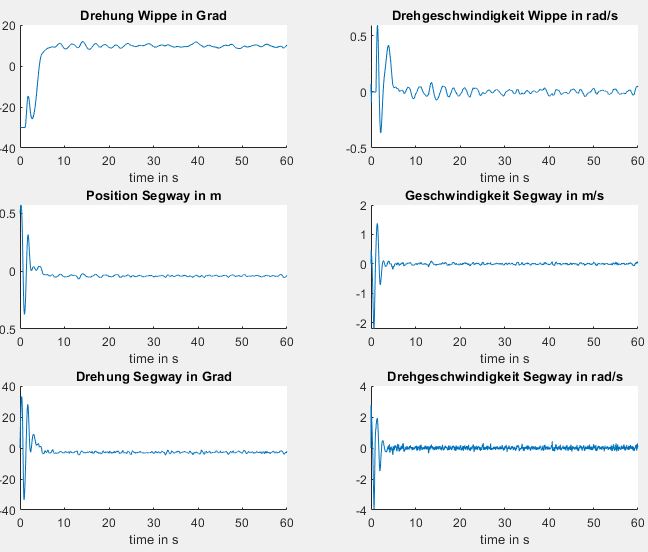 Drehung Wippe in Grad
20
0
-20
-40
0 10 20 30 40 50 60
time in s
Drehgeschwindigkeit Wippe in rad/s
0.5
0
-0.5
0 10 20 30 40 50 60
time in s
Position Segway in m
0.5
0
0.5
0 10 20 30 40 50 60
time in s
Geschwindigkeit Segway in m/s
2
1
0
-1
-2
0 10 20 30 40 50 60
time in s
Drehung Segway in Grad
40
20
0
-20
-40
0 10 20 30 40 50 60
time in s
Drehgeschwindigkeit Segway in rad/s
4
2
0
-2
-4
0 10 20 30 40 50 60
time in s